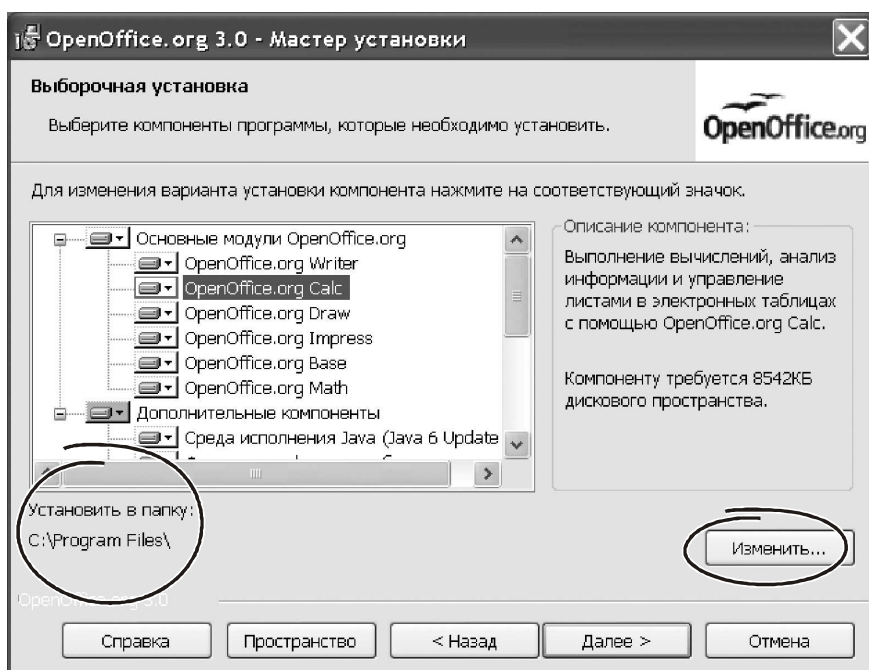 OpenOffice.org 3.0 - Мастер установки
Выборочная установка
Выберите компоненты программы, которые необходимо установить.
OpenOffice.org
Для изменения варианта установки компонента нажмите на соответствующий значок.
Основные модули OpenOffice.org
OpenOffice.org Writer
OpenOffice.org Calc
OpenOffice.org Draw
OpenOffice.org Impress
OpenOffice.org Base
OpenOffice.org Math
Дополнительные компоненты
Среда исполнения Java (Java 6 Update
Описание компонента:
Выполнение вычислений, анализ
информации и управление
листами в электронных таблицах
с помощью OpenOffice.org Calc.
Компоненту требуется 8542КБ
дискового пространства.
Установить в папку:
C:\Program Files\
Изменить...
OpenOffice.org 3.0
Справка
Пространство
< Назад
Далее >
Отмена